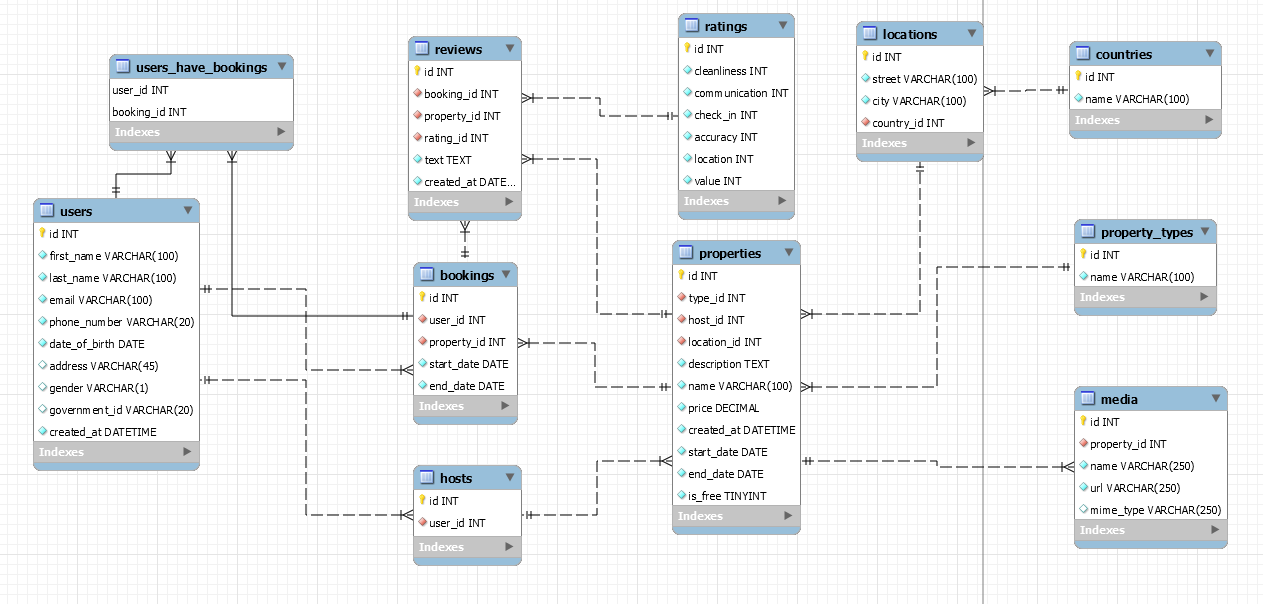 users_have_bookings
user_id INT
booking_id INT
Indexes
users
id INT
first_name VARCHAR(100)
last_name VARCHAR(100)
email VARCHAR(100)
phone_number VARCHAR(20)
date_of_birth DATE
address VARCHAR(45)
gender VARCHAR(1)
government_id VARCHAR(20)
created_at DATETIME
Indexes
reviews
id INT
booking_id INT
property_id INT
rating_id INT
text TEXT
created_at DATE...
Indexes
bookings
id INT
user_id INT
property_id INT
start_date DATE
end_date DATE
Indexes
hosts
id INT
user_id INT
Indexes
ratings
id INT
cleanliness INT
communication INT
check_in INT
accuracy INT
location INT
value INT
Indexes
properties
id INT
type_id INT
host_id INT
location_id INT
description TEXT
name VARCHAR(100)
price DECIMAL
created_at DATETIME
start_date DATE
end_date DATE
is_free TINYINT
Indexes
locations
id INT
street VARCHAR(100)
city VARCHAR(100)
country_id INT
Indexes
countries
id INT
name VARCHAR(100)
Indexes
property_types
id INT
name VARCHAR(100)
Indexes
media
id INT
property_id INT
name VARCHAR(250)
url VARCHAR(250)
mime_type VARCHAR(250)
Indexes